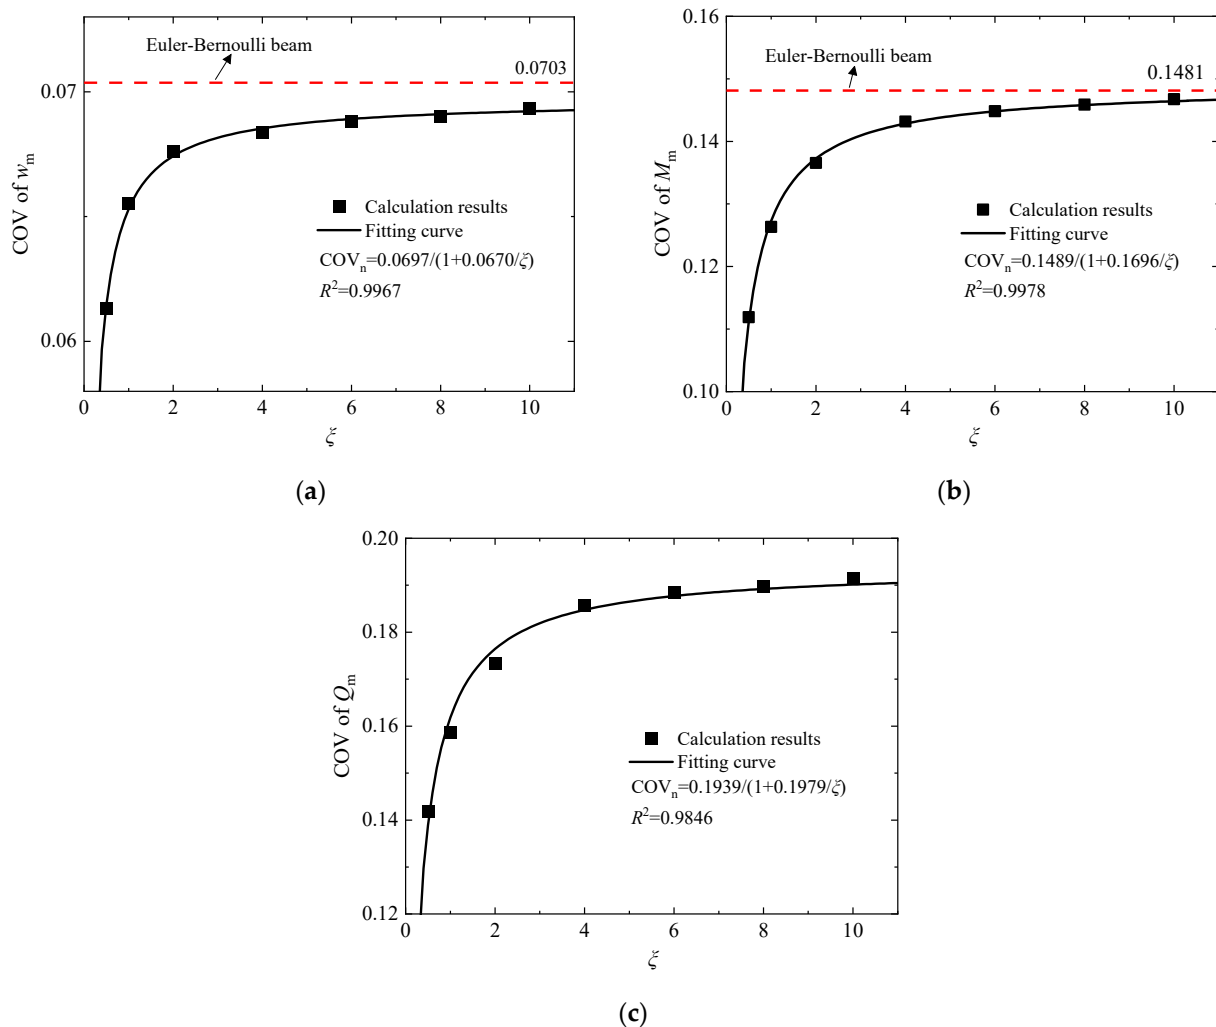 Euler-Bernoulli beam
0.0703
0.07
0.06
COV of wm
Calculation results
Fitting curve
COVn=0.0697/(1+0.0670/ξ)
R2=0.9967
0 2 4 6 8 10
ξ
(a)
0.16
Euler-Bernoulli beam
0.1481
0.14
0.12
0.10
COV of Mm
Calculation results
Fitting curve
COVn=0.1489/(1+0.1696/ξ)
R2=0.9978
0 2 4 6 8 10
ξ
(b)
0.20
0.18
0.16
0.14
0.12
COV of Qm
Calculation results
Fitting curve
COVn=0.1939/(1+0.1979/ξ)
R2=0.9846
0 2 4 6 8 10
ξ
(c)